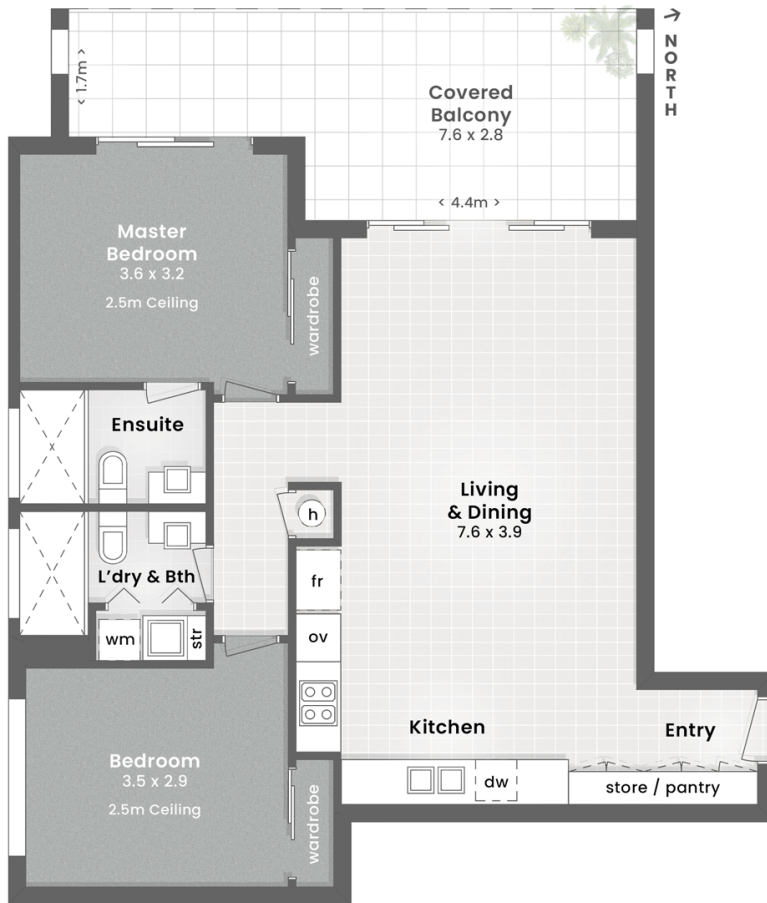 NORTH
< 1.7m >
Covered
Balcony
7.6 x 2.8
< 4.4m >
Master
Bedroom
3.6 x 3.2
2.5m Ceiling
wardrobe
Ensuite
Living
& Dining
7.6 x 3.9
h
L'dry & Bth
fr
wm
str
ov
Kitchen
Entry
Bedroom
3.5 x 2.9
2.5m Ceiling
wardrobe
dw
store / pantry